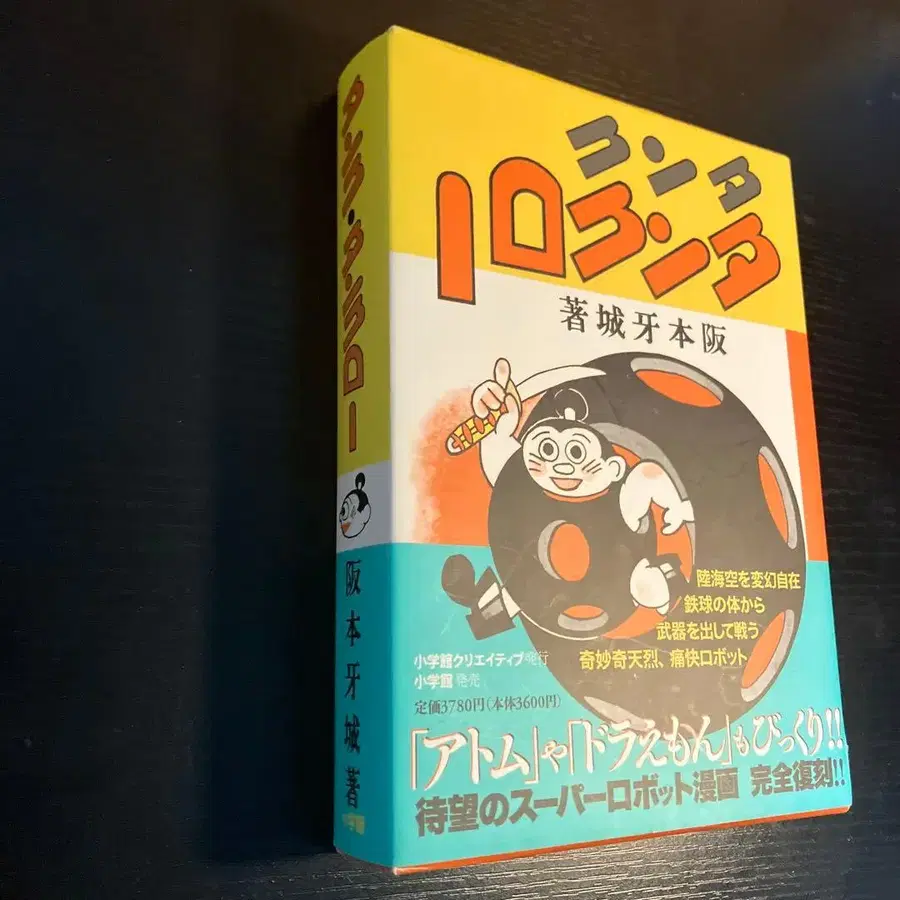 タンク
タンクロー
阪本牙城著
陸海空を変幻自在
鉄球の体から
武器を出して戦う
奇妙奇天烈、痛快ロボット
小学館クリエイティブ発行
小学館 発売
定価3780円(本体3600円)
「アトム」や「ドラえもん」もびっくり!!
待望のスーパーロボット漫画 完全復刻!!
タンク・タンクロー
阪本牙城著
小学館